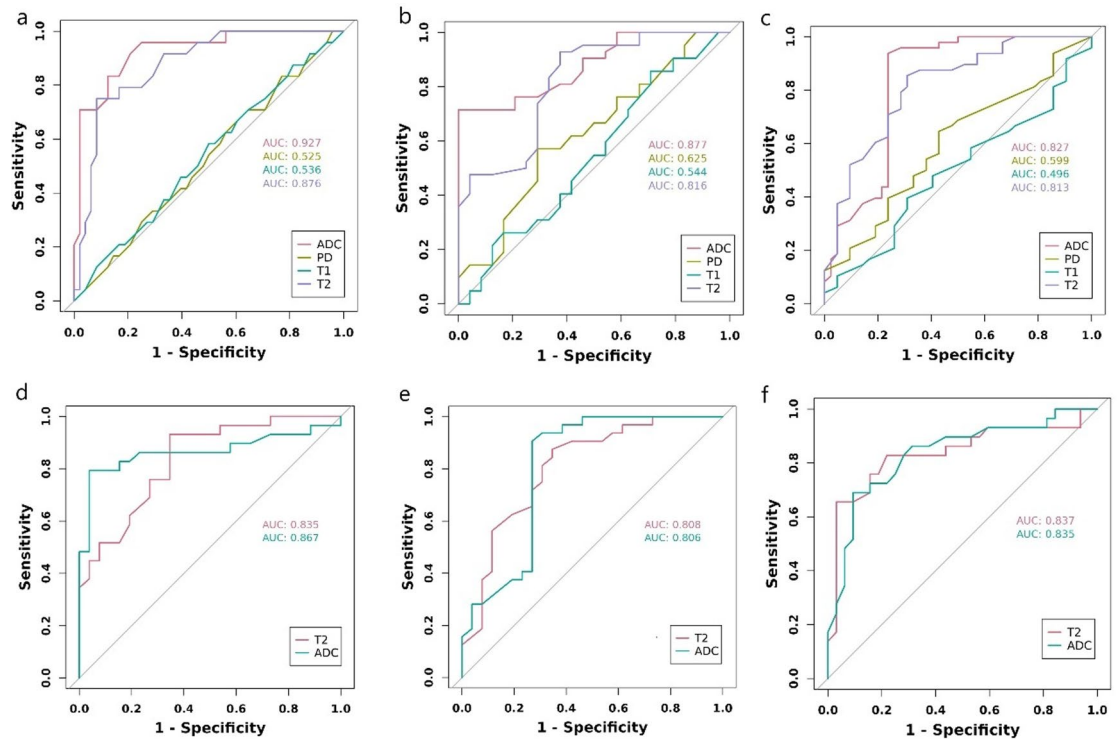 a
1.0
0.8
0.6
0.4
0.2
0.0
Sensitivity
AUC: 0.927
AUC: 0.525
AUC: 0.536
AUC: 0.876
ADC
PD
T1
T2
0.0 0.2 0.4 0.6 0.8 1.0
1 - Specificity
b
1.0
0.8
0.6
0.4
0.2
0.0
Sensitivity
AUC: 0.877
AUC: 0.625
AUC: 0.544
AUC: 0.816
ADC
PD
T1
T2
0.0 0.2 0.4 0.6 0.8 1.0
1 - Specificity
c
1.0
0.8
0.6
0.4
0.2
0.0
Sensitivity
AUC: 0.827
AUC: 0.599
AUC: 0.496
AUC: 0.813
ADC
PD
T1
T2
0.0 0.2 0.4 0.6 0.8 1.0
1 - Specificity
d
1.0
0.8
0.6
0.4
0.2
0.0
Sensitivity
AUC: 0.835
AUC: 0.867
T2
ADC
0.0 0.2 0.4 0.6 0.8 1.0
1 - Specificity
e
1.0
0.8
0.6
0.4
0.2
0.0
Sensitivity
AUC: 0.808
AUC: 0.806
T2
ADC
0.0 0.2 0.4 0.6 0.8 1.0
1 - Specificity
f
1.0
0.8
0.6
0.4
0.2
0.0
Sensitivity
AUC: 0.837
AUC: 0.835
T2
ADC
0.0 0.2 0.4 0.6 0.8 1.0
1 - Specificity